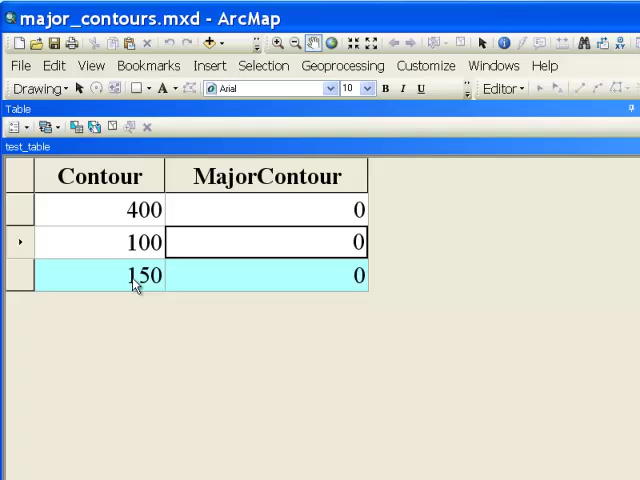 major_contours.mxd - ArcMap
File Edit View Bookmarks Insert Selection Geoprocessing Customize Windows Help
Drawing Arial 10 B I U Editor
Table
test_table
Contour MajorContour
400 0
100 0
150 0